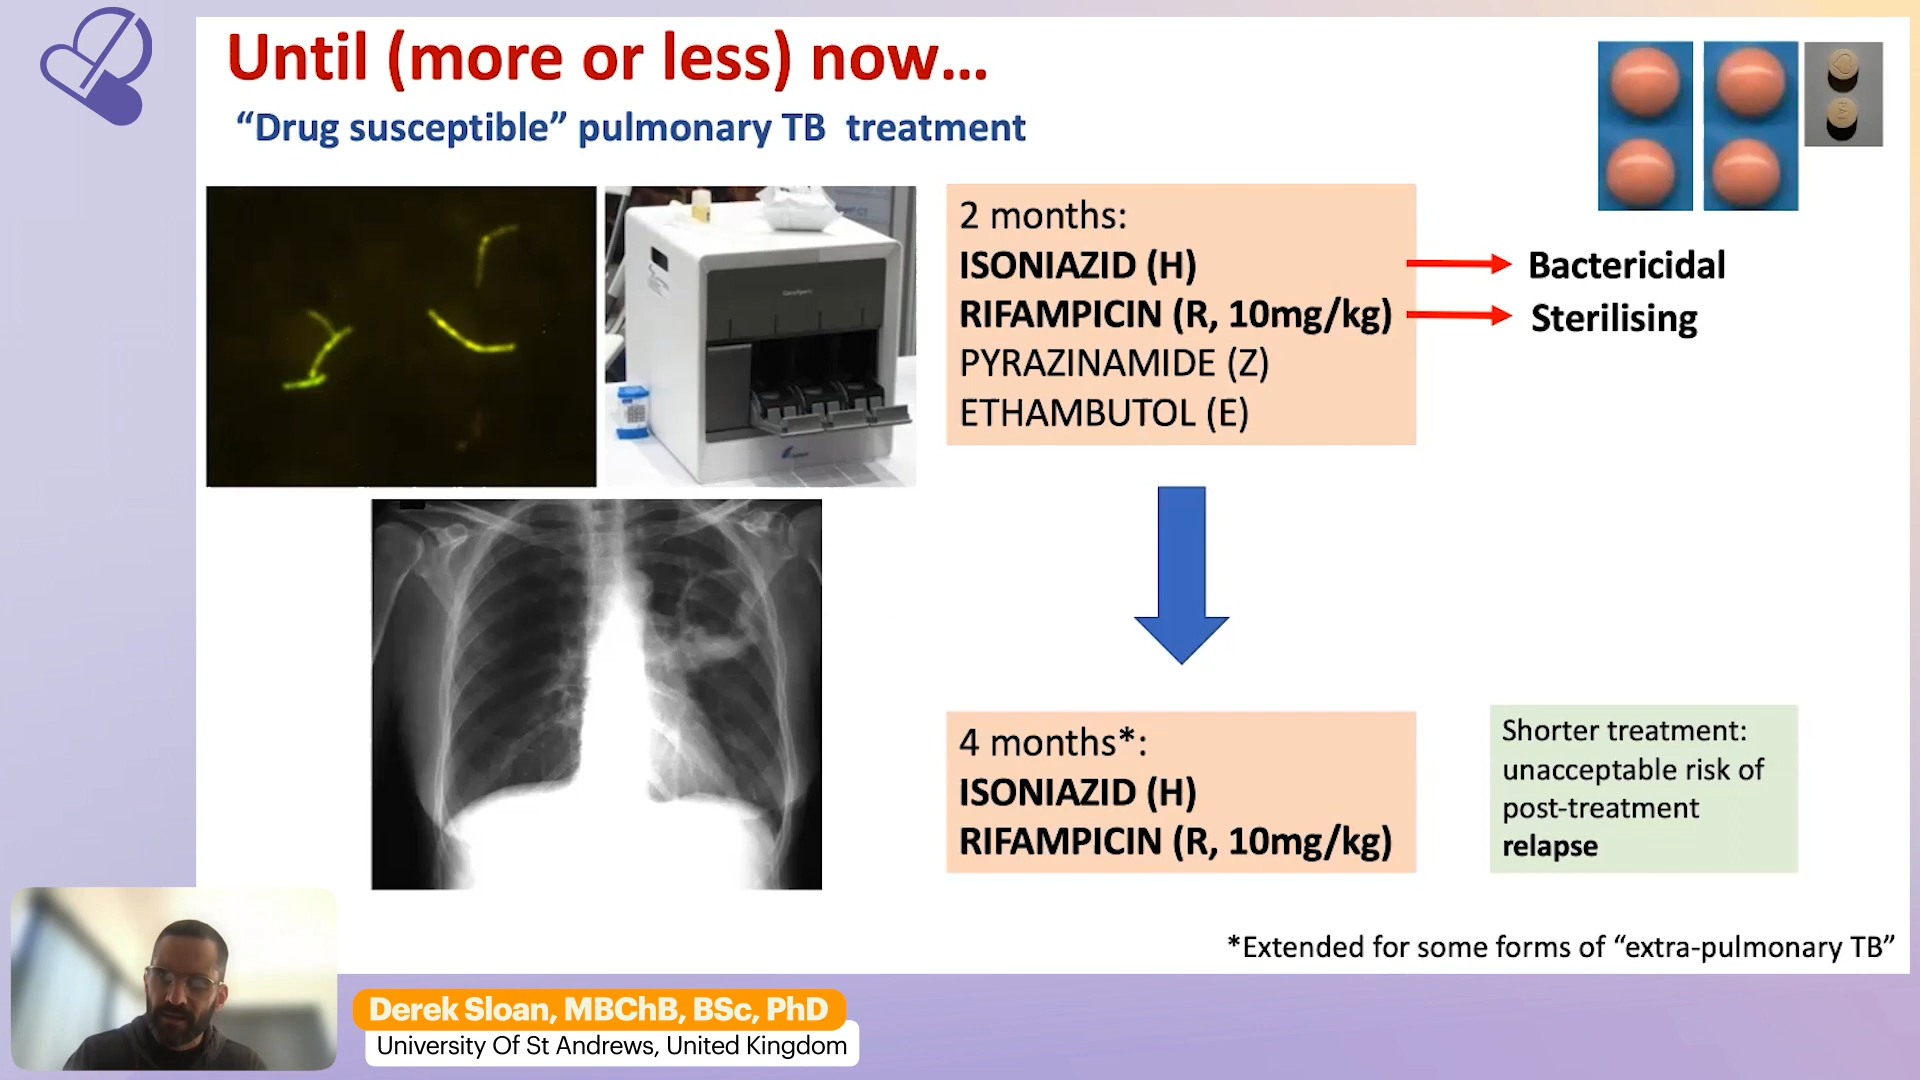 Until (more or less) now...
“Drug susceptible” pulmonary TB treatment
2 months:
ISONIAZID (H)
RIFAMPICIN (R, 10mg/kg)
PYRAZINAMIDE (Z)
ETHAMBUTOL (E)
Bactericidal
Sterilising
4 months*:
ISONIAZID (H)
RIFAMPICIN (R, 10mg/kg)
Shorter treatment:
unacceptable risk of
post-treatment
relapse
*Extended for some forms of “extra-pulmonary TB”
Derek Sloan, MBChB, BSc, PhD
University Of St Andrews, United Kingdom